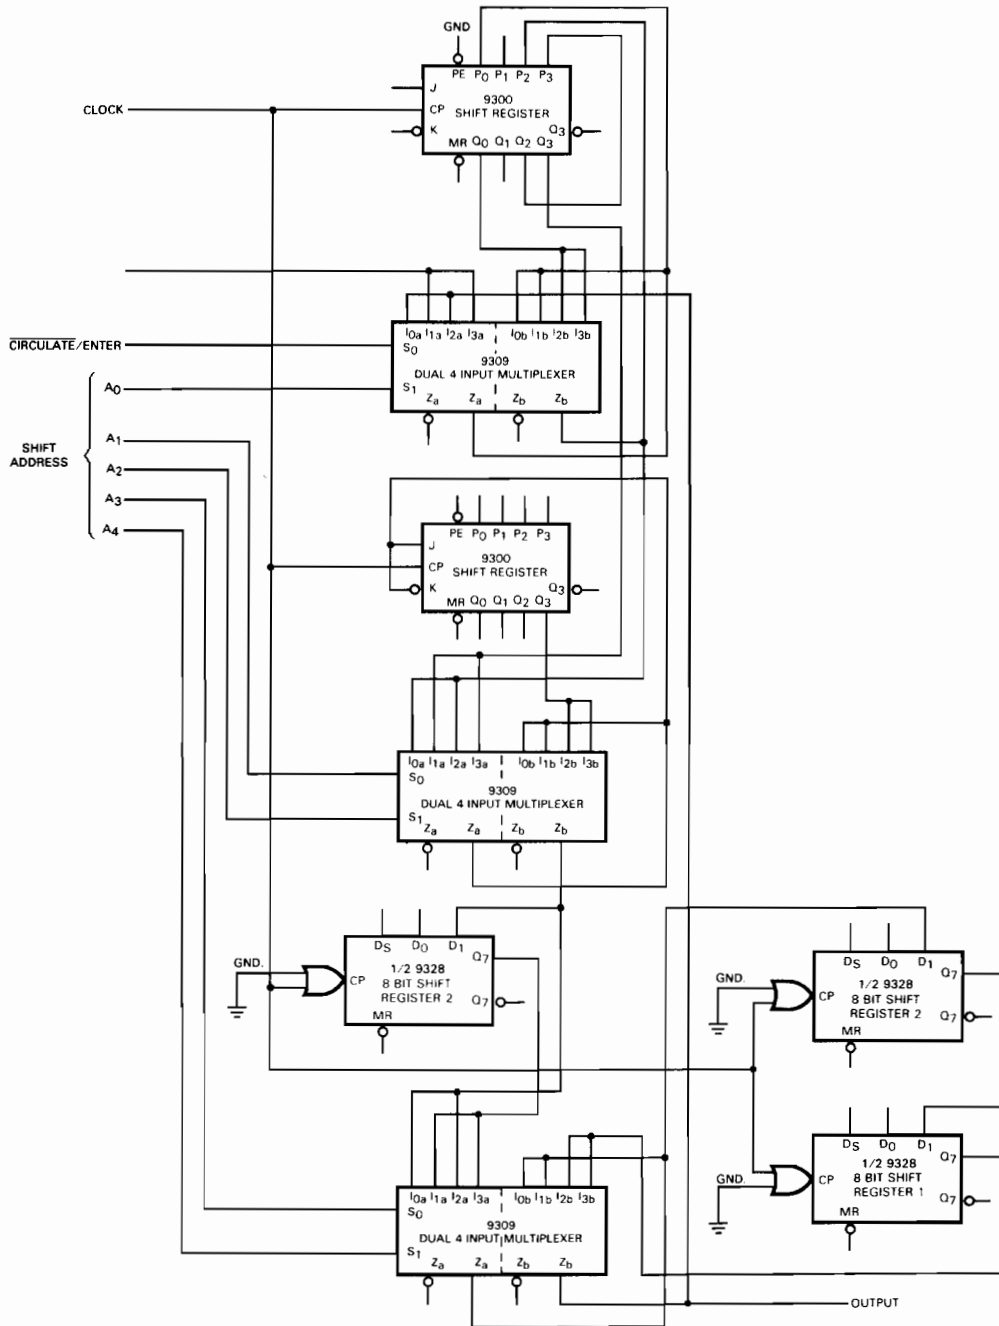 GND
PE P0 P1 P2 P3
J
9300
SHIFT REGISTER
CLOCK
CP
K
Q3
MR Q0 Q1 Q2 Q3
I0a I1a I2a I3a I0b I1b I2b I3b
CIRCULATE/ENTER
S0
9309
DUAL 4 INPUT MULTIPLEXER
A0
S1
Za Za Zb Zb
SHIFT
ADDRESS
A1
A2
A3
A4
PE P0 P1 P2 P3
J
9300
SHIFT REGISTER
CP
K
Q3
MR Q0 Q1 Q2 Q3
I0a I1a I2a I3a I0b I1b I2b I3b
S0
9309
DUAL 4 INPUT MULTIPLEXER
S1
Za Za Zb Zb
GND.
DS D0 D1
Q7
1/2 9328
8 BIT SHIFT
REGISTER 2
CP
Q7
MR
GND.
DS D0 D1
Q7
1/2 9328
8 BIT SHIFT
REGISTER 2
CP
Q7
MR
GND.
DS D0 D1
Q7
1/2 9328
8 BIT SHIFT
REGISTER 1
CP
Q7
MR
I0a I1a I2a I3a I0b I1b I2b I3b
S0
9309
DUAL 4 INPUT MULTIPLEXER
S1
Za Za Zb Zb
OUTPUT